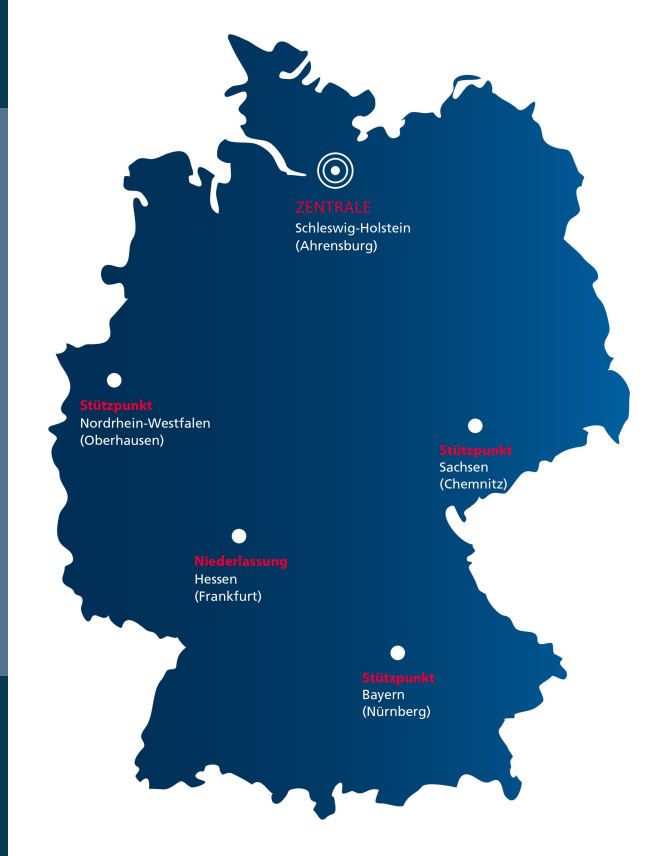 ZENTRALE
Schleswig-Holstein
(Ahrensburg)
Stützpunkt
Nordrhein-Westfalen
(Oberhausen)
Stützpunkt
Sachsen
(Chemnitz)
Niederlassung
Hessen
(Frankfurt)
Stützpunkt
Bayern
(Nürnberg)